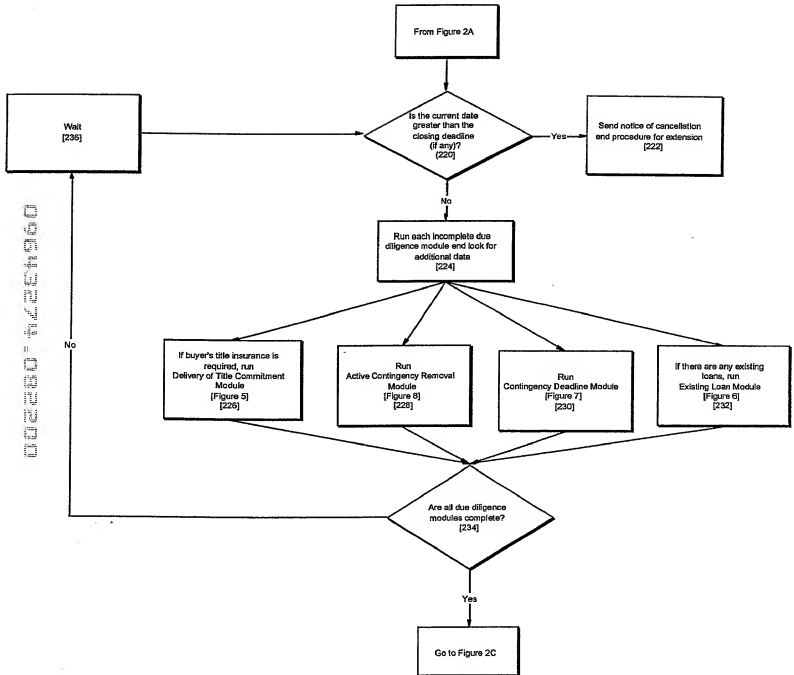 From Figure 2A
Is the current date
greater than the
closing deadline
(if any)?
(220]
Yes
Send notice of cancellation
end procedure for extension
[222]
Wait
[236]
No
Run each incomplete due
diligence module end look for
additional data
[224]
No
If buyer's title insurance is
required, run
Delivery of Title Commitment
Module
[Figure 5]
[226]
Run
Active Contingency Removal
Module
[Figure 8]
[228]
Run
Contingency Deadline Module
[Figure 7]
[230]
If there are any existing
loans, run
Existing Loan Module
[Figure 6]
[232]
Are all due diligence
modules complete?
[234]
Yes
Go to Figure 2C